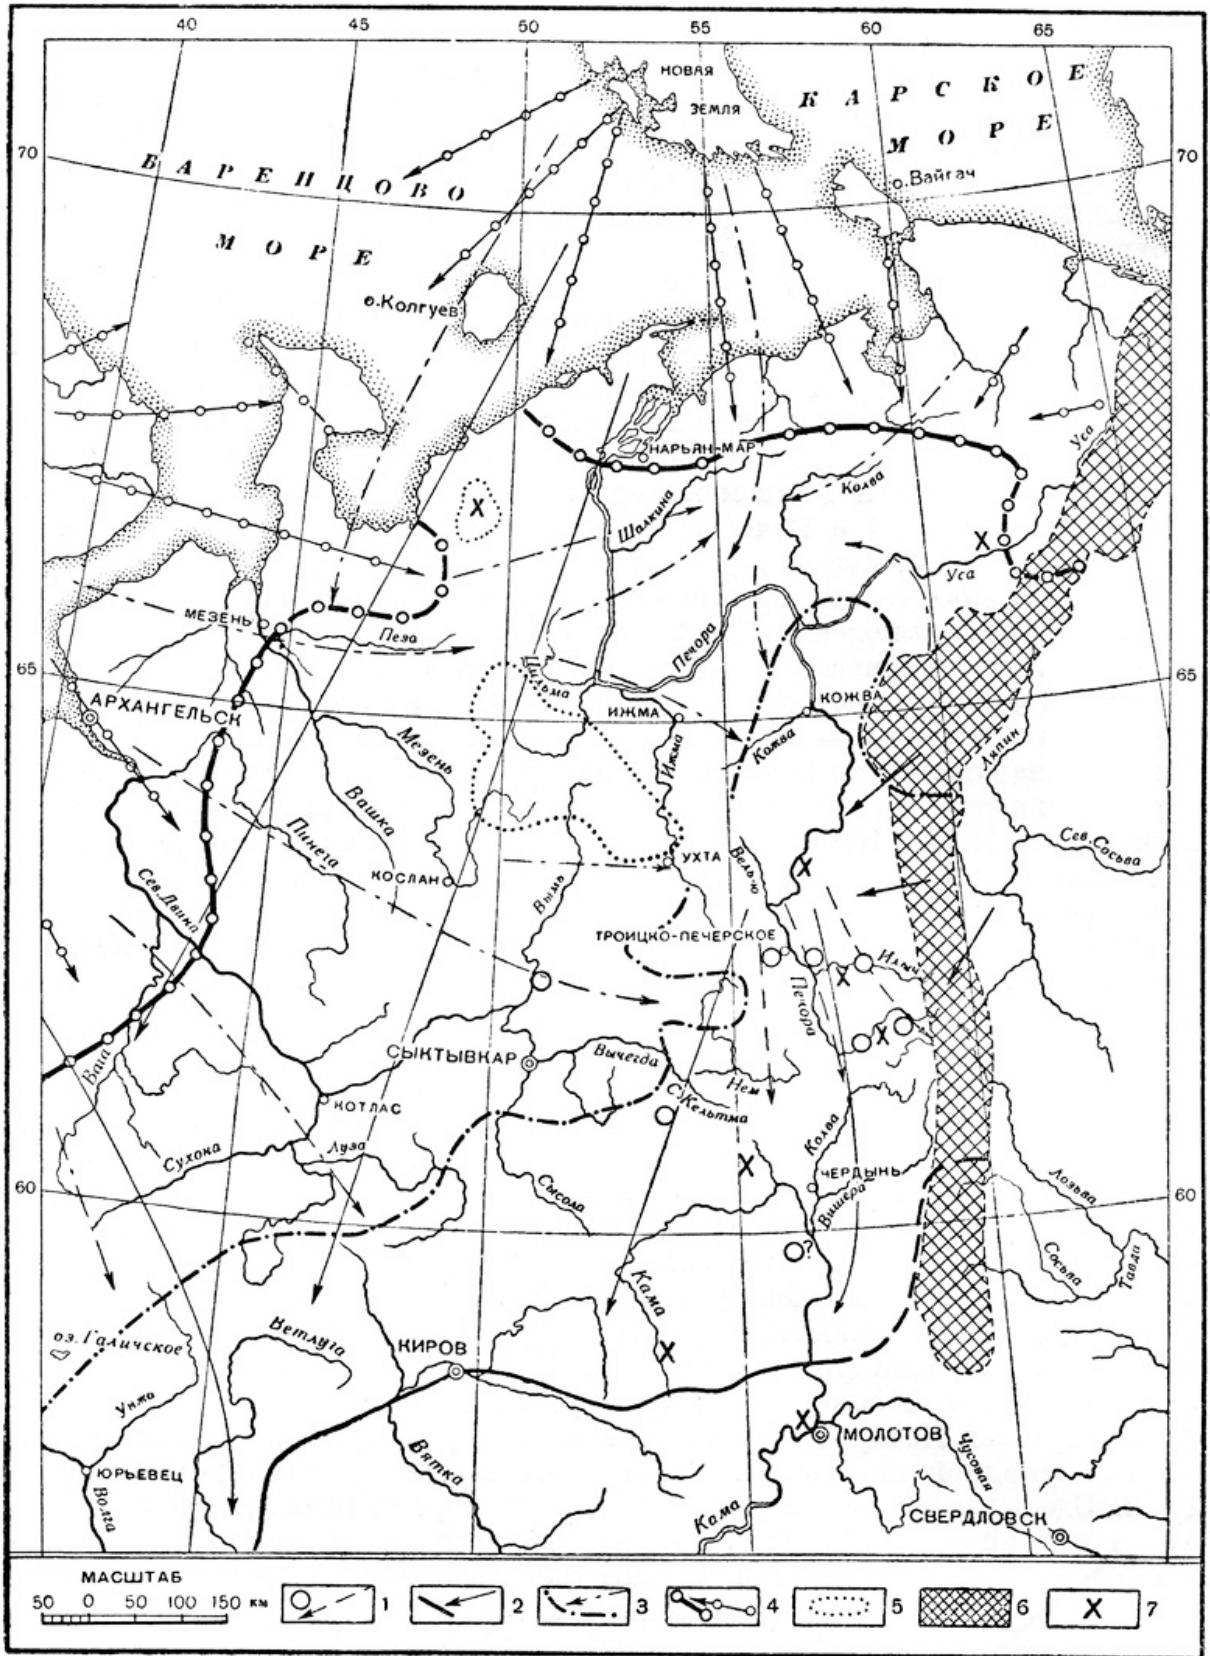 40 45 50 55 60 65
НОВАЯ
ЗЕМЛЯ
КАРСКОЕ
МОРЕ
70 70
БАРЕНЦОВО
МОРЕ
о.Вайгач
о.Колгуев
НАРЬЯН-МАР
Уса
Колва
Шапкина
Уса
МЕЗЕНЬ
Пеза
Печора
65 65
Цильма
АРХАНГЕЛЬСК
ИЖМА
КОЖВА
Мезень
Ижма
Кожва
Ляпин
Вашка
Пинега
УХТА
Вель-ю
Сев.Сосьва
КОСЛАН
Сев.Двина
Вымь
ТРОИЦКО-ПЕЧЕРСКОЕ
Илыч
Печора
Вага
СЫКТЫВКАР
Вычегда
Нем
КОТЛАС
С.Кельтма
Колва
Сухона
Луза
ЧЕРДЫНЬ
60 60
Сысола
Вишера
Лозьва
?
Сосьва
Тавда
Кама
оз.Галичское
Ветлуга
КИРОВ
Унжа
МОЛОТОВ
ЮРЬЕВЕЦ
Волга
Вятка
Чусовая
Кама
СВЕРДЛОВСК
МАСШТАБ
50 0 50 100 150 км
1 2 3 4 5 6 7